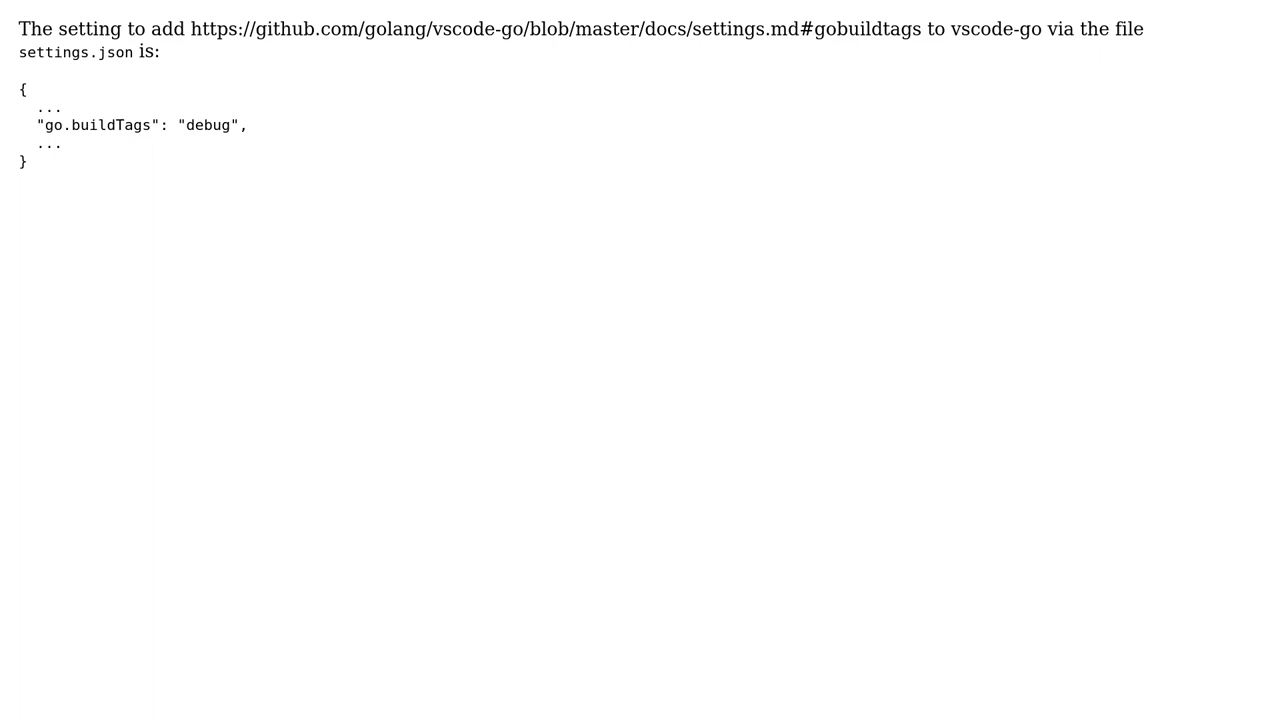 The setting to add https://github.com/golang/vscode-go/blob/master/docs/settings.md#gobuildtags to vscode-go via the file
settings.json is:
{
  ...
  "go.buildTags": "debug",
  ...
}